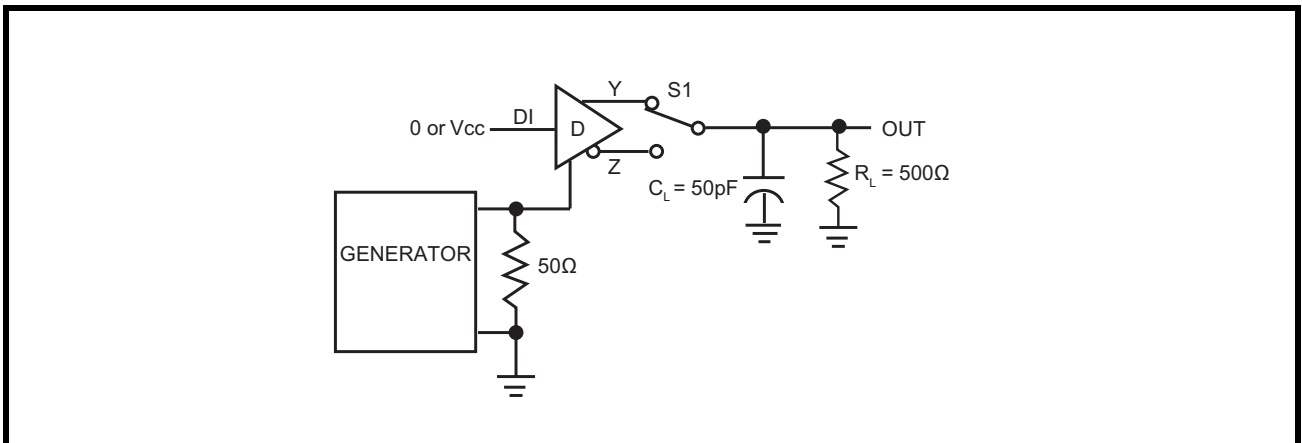 Y
S1
DI
0 or Vcc
D
OUT
Z
C_L = 50pF
R_L = 500Ω
GENERATOR
50Ω